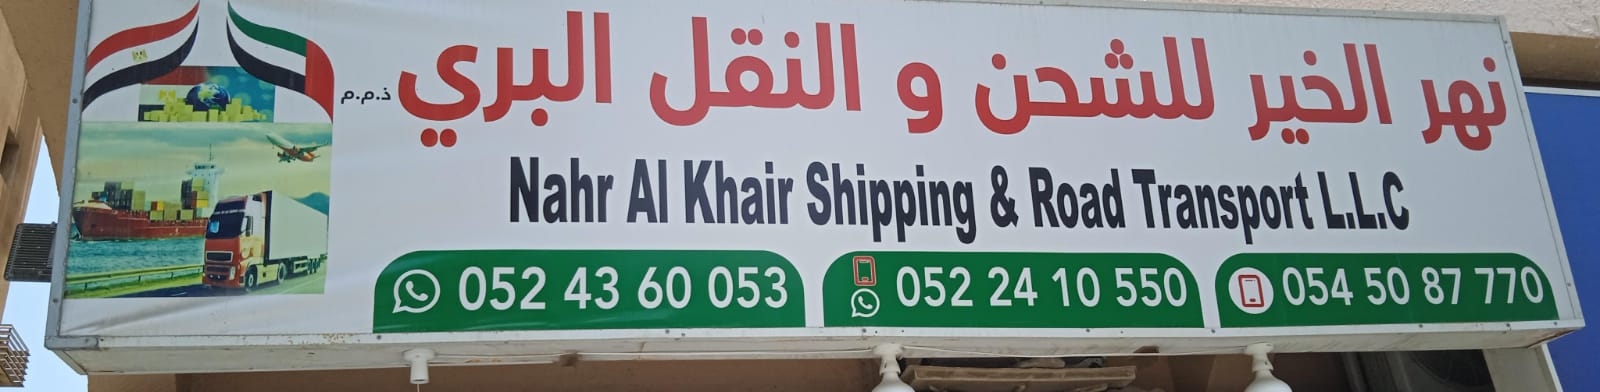 نهر الخير للشحن و النقل البري ذ.م.م
Nahr Al Khair Shipping & Road Transport L.L.C
052 43 60 053 052 24 10 550 054 50 87 770